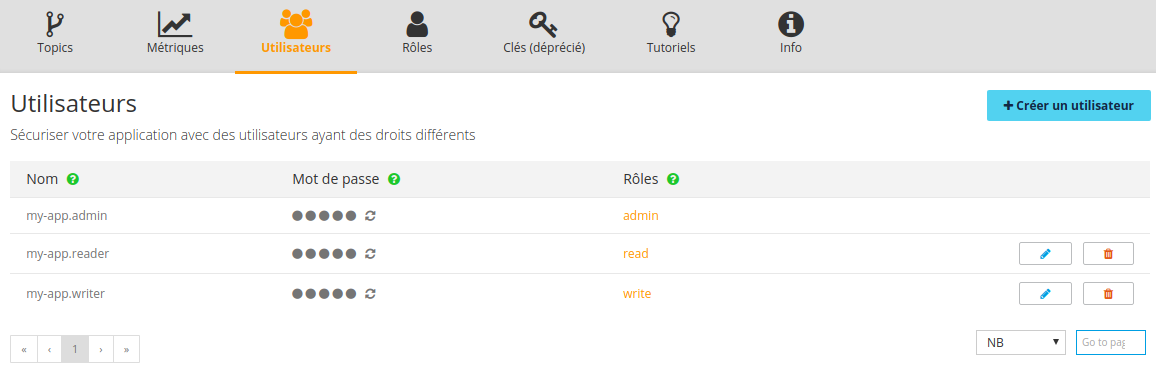 Topics
Métriques
Utilisateurs
Rôles
Clés (déprécié)
Tutoriels
Info
Utilisateurs
Créer un utilisateur
Sécuriser votre application avec des utilisateurs ayant des droits différents
Nom
Mot de passe
Rôles
my-app.admin
admin
my-app.reader
read
my-app.writer
write
« ‹ 1 › »
NB
Go to pag